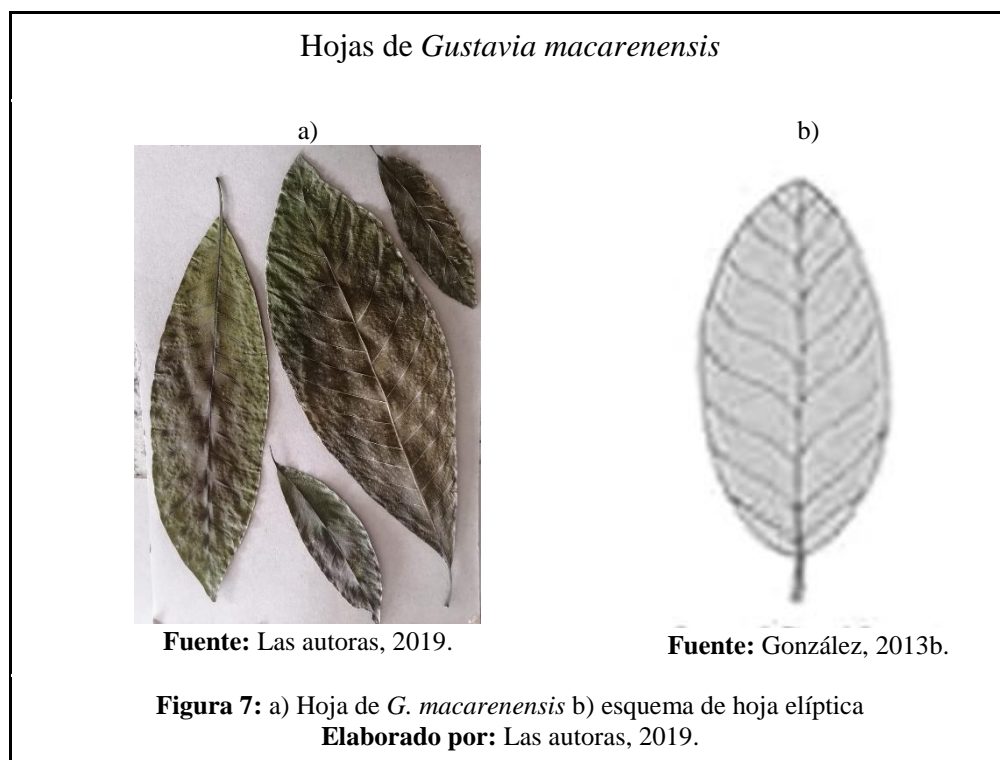 Hojas de Gustavia macarenensis
a)
b)
Fuente: Las autoras, 2019.
Fuente: González, 2013b.
Figura 7: a) Hoja de G. macarenensis b) esquema de hoja elíptica
Elaborado por: Las autoras, 2019.